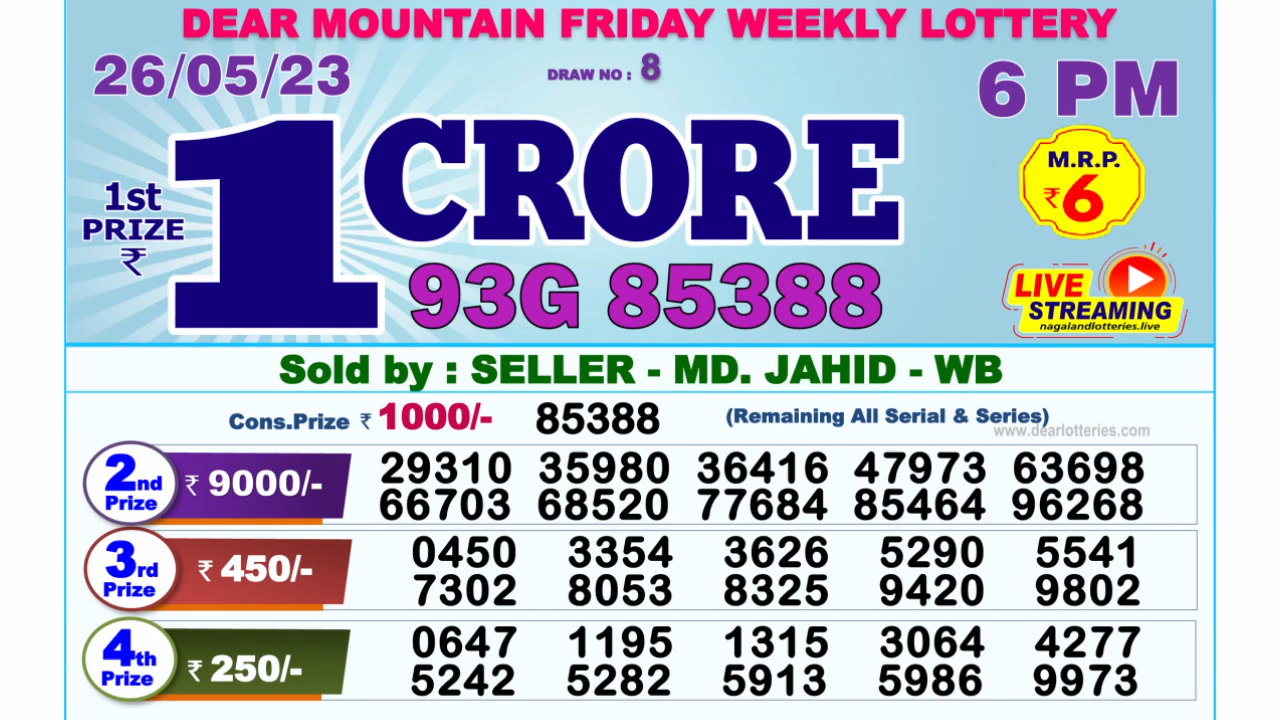 DEAR MOUNTAIN FRIDAY WEEKLY LOTTERY
26/05/23
DRAW NO : 8
6 PM
1st
PRIZE
₹
1 CRORE
93G 85388
M.R.P.
₹ 6
LIVE
STREAMING
nagalandlotteries.live
Sold by : SELLER - MD. JAHID - WB
Cons.Prize ₹ 1000/- 85388 (Remaining All Serial & Series)
www.dearlotteries.com
2nd
Prize
₹ 9000/-
29310 35980 36416 47973 63698
66703 68520 77684 85464 96268
3rd
Prize
₹ 450/-
0450 3354 3626 5290 5541
7302 8053 8325 9420 9802
4th
Prize
₹ 250/-
0647 1195 1315 3064 4277
5242 5282 5913 5986 9973